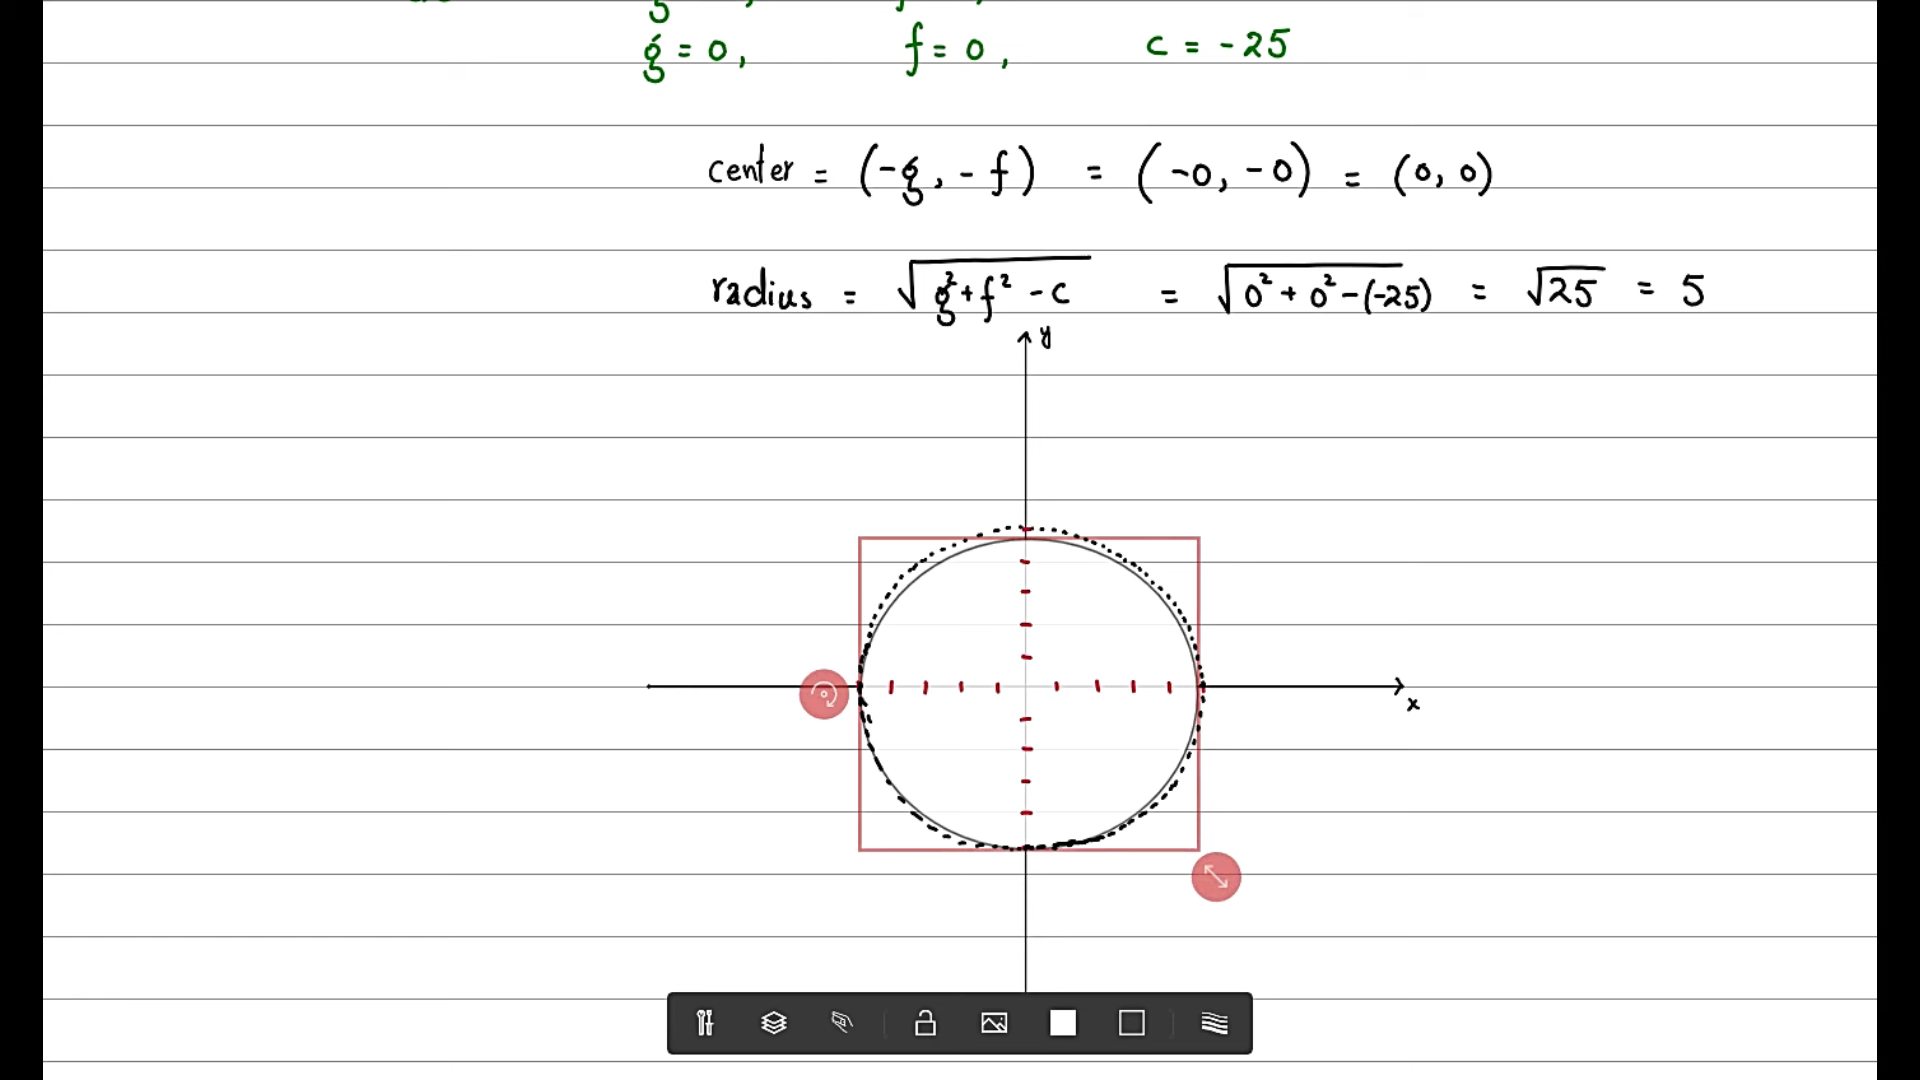 g = 0, f = 0, c = -25
center = (-g, -f) = (-0, -0) = (0, 0)
radius = √(g²+f²-c) = √(0²+0²-(-25)) = √25 = 5
y
x